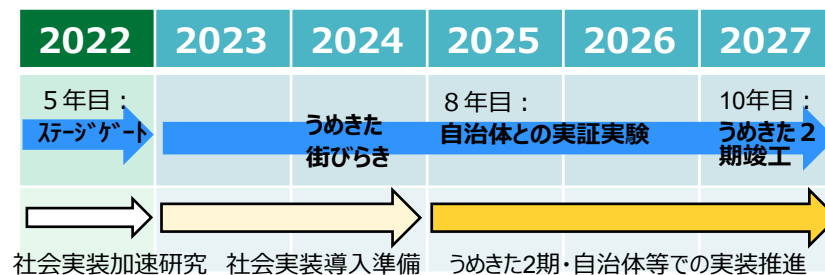 2022 2023 2024 2025 2026 2027
5年目: 8年目: 10年目:
ｽﾃｰｼﾞｹﾞｰﾄ うめきた 自治体との実証実験 うめきた2
街びらき 期竣工
社会実装加速研究 社会実装導入準備 うめきた2期・自治体等での実装推進